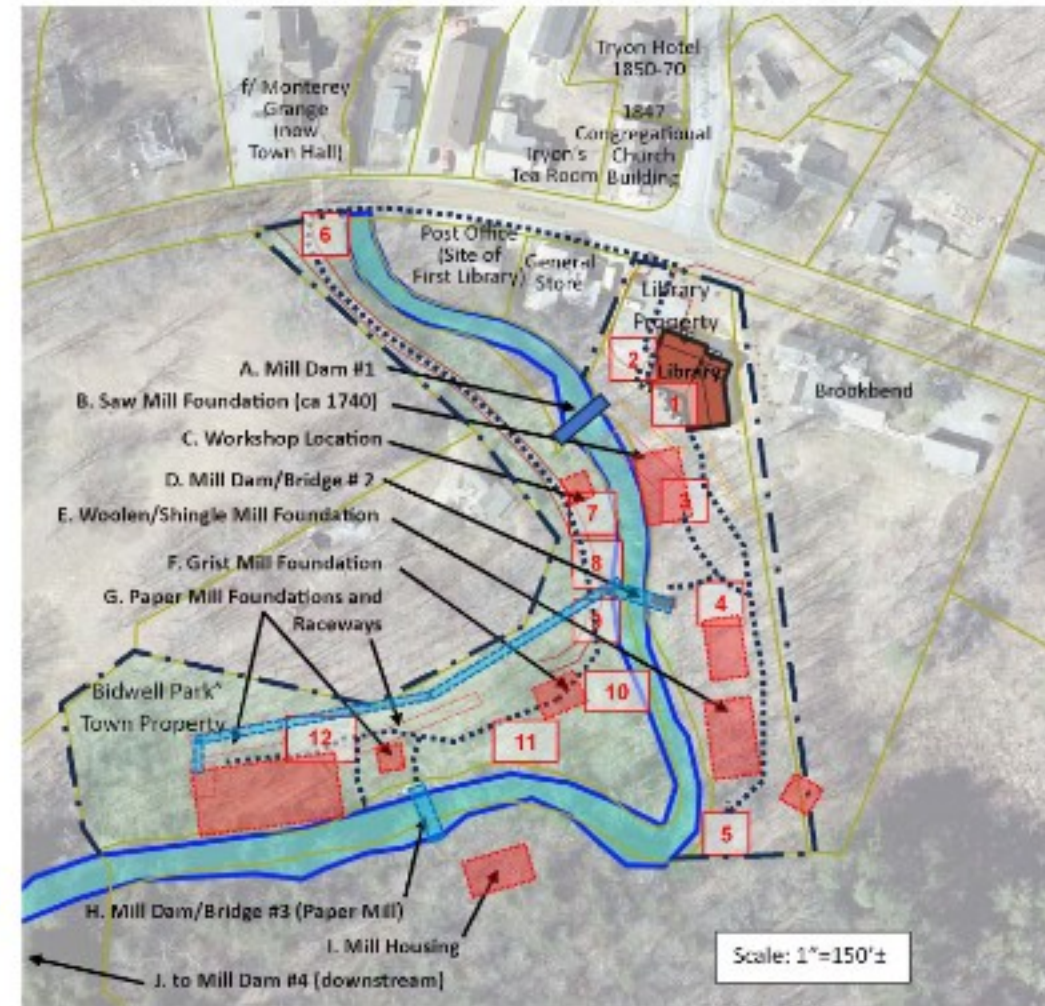 Tryon Hotel
1850-70
f/ Monterey
Grange
(now
Town Hall)
1847
Congregational
Church
Building
Tryon's
Tea Room
Main Road
6
Post Office
(Site of
First Library)
General
Store
Library
Property
2
Library
1
Brookbend
A. Mill Dam #1
B. Saw Mill Foundation (ca 1740)
C. Workshop Location
D. Mill Dam/Bridge # 2
E. Woolen/Shingle Mill Foundation
F. Grist Mill Foundation
G. Paper Mill Foundations and
Raceways
3
7
8
4
9
10
Bidwell Park"
Town Property
12
11
5
H. Mill Dam/Bridge #3 (Paper Mill)
I. Mill Housing
J. to Mill Dam #4 (downstream)
Scale: 1"=150'±